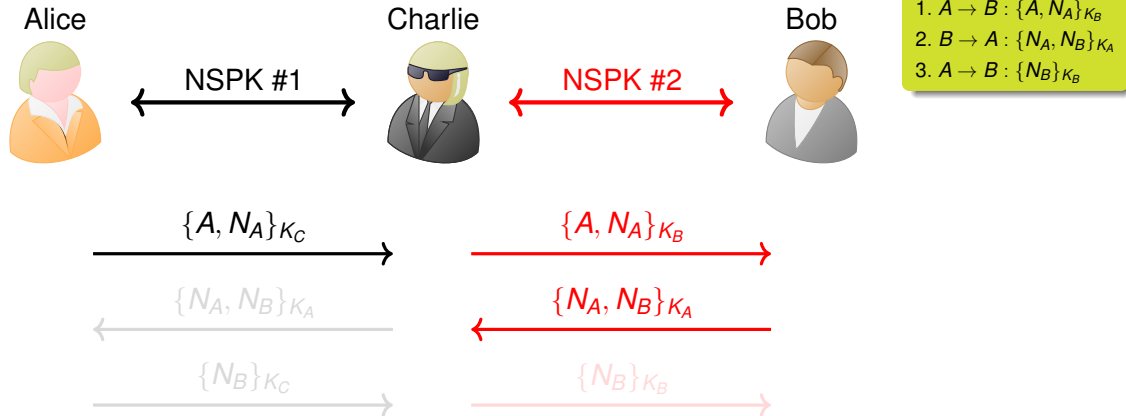 Alice
Charlie
Bob
1. A → B : {A, N_A}_{K_B}
2. B → A : {N_A, N_B}_{K_A}
3. A → B : {N_B}_{K_B}
NSPK #1
NSPK #2
{A, N_A}_{K_C}
{A, N_A}_{K_B}
{N_A, N_B}_{K_A}
{N_A, N_B}_{K_A}
{N_B}_{K_C}
{N_B}_{K_B}